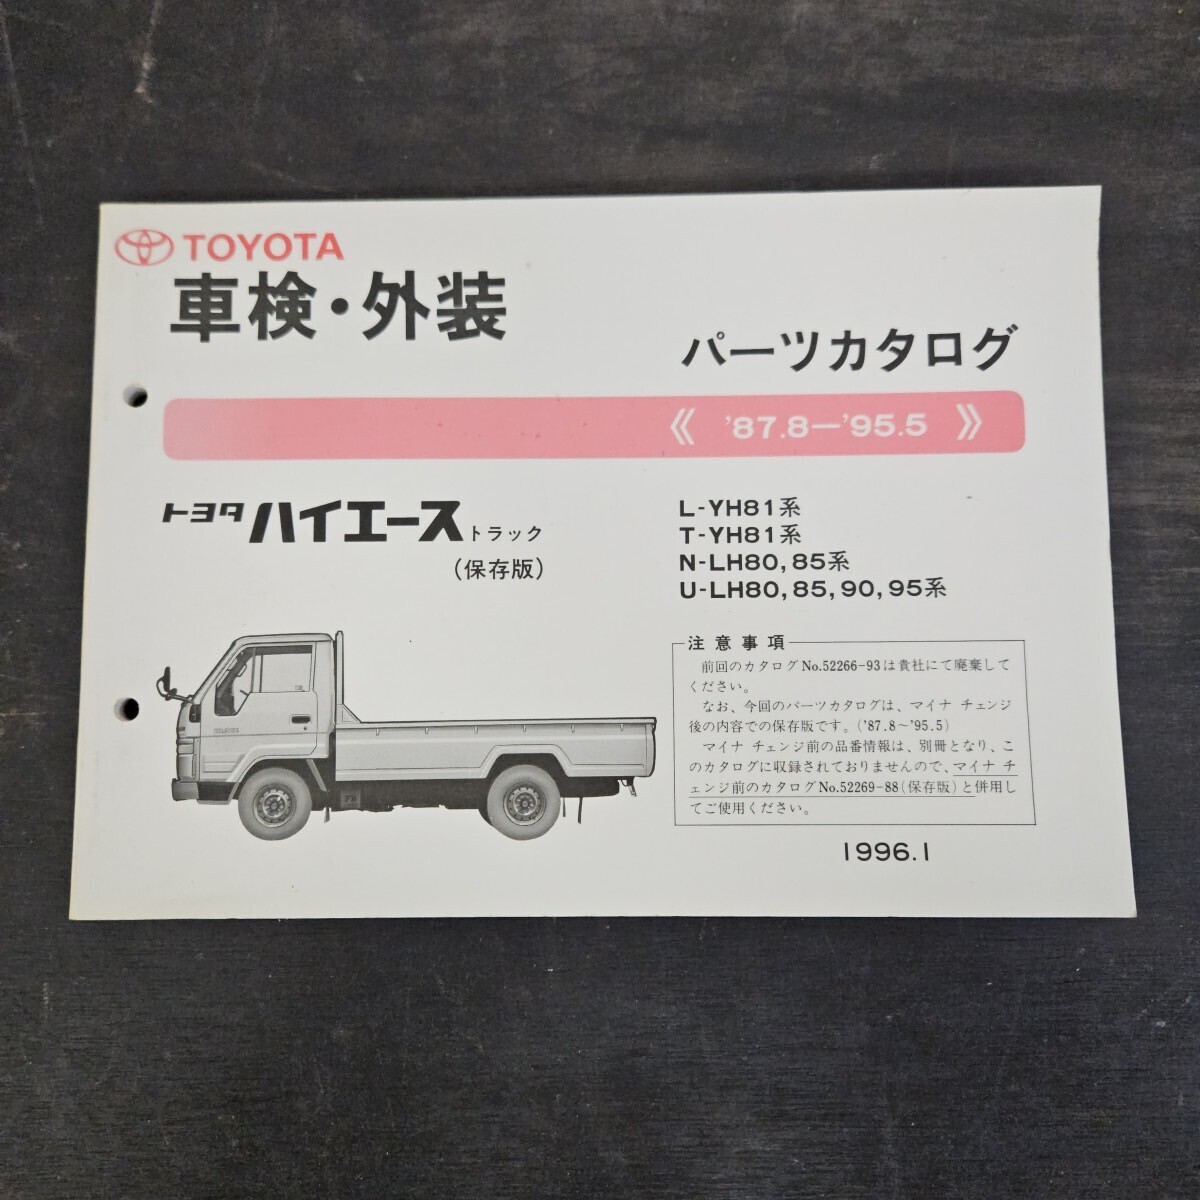 TOYOTA
車検・外装
パーツカタログ
《 '87.8—'95.5 》
トヨタ ハイエース トラック
(保存版)
L-YH81系
T-YH81系
N-LH80, 85系
U-LH80, 85, 90, 95系
注意事項
前回のカタログNo.52266-93は貴社にて廃棄して
ください。
なお、今回のパーツカタログは、マイナ チェンジ
後の内容での保存版です。('87.8〜'95.5)
マイナ チェンジ前の品番情報は、別冊となり、こ
のカタログに収録されておりませんので、マイナ チ
ェンジ前のカタログNo.52269-88(保存版)と併用し
てご使用ください。
1996.1